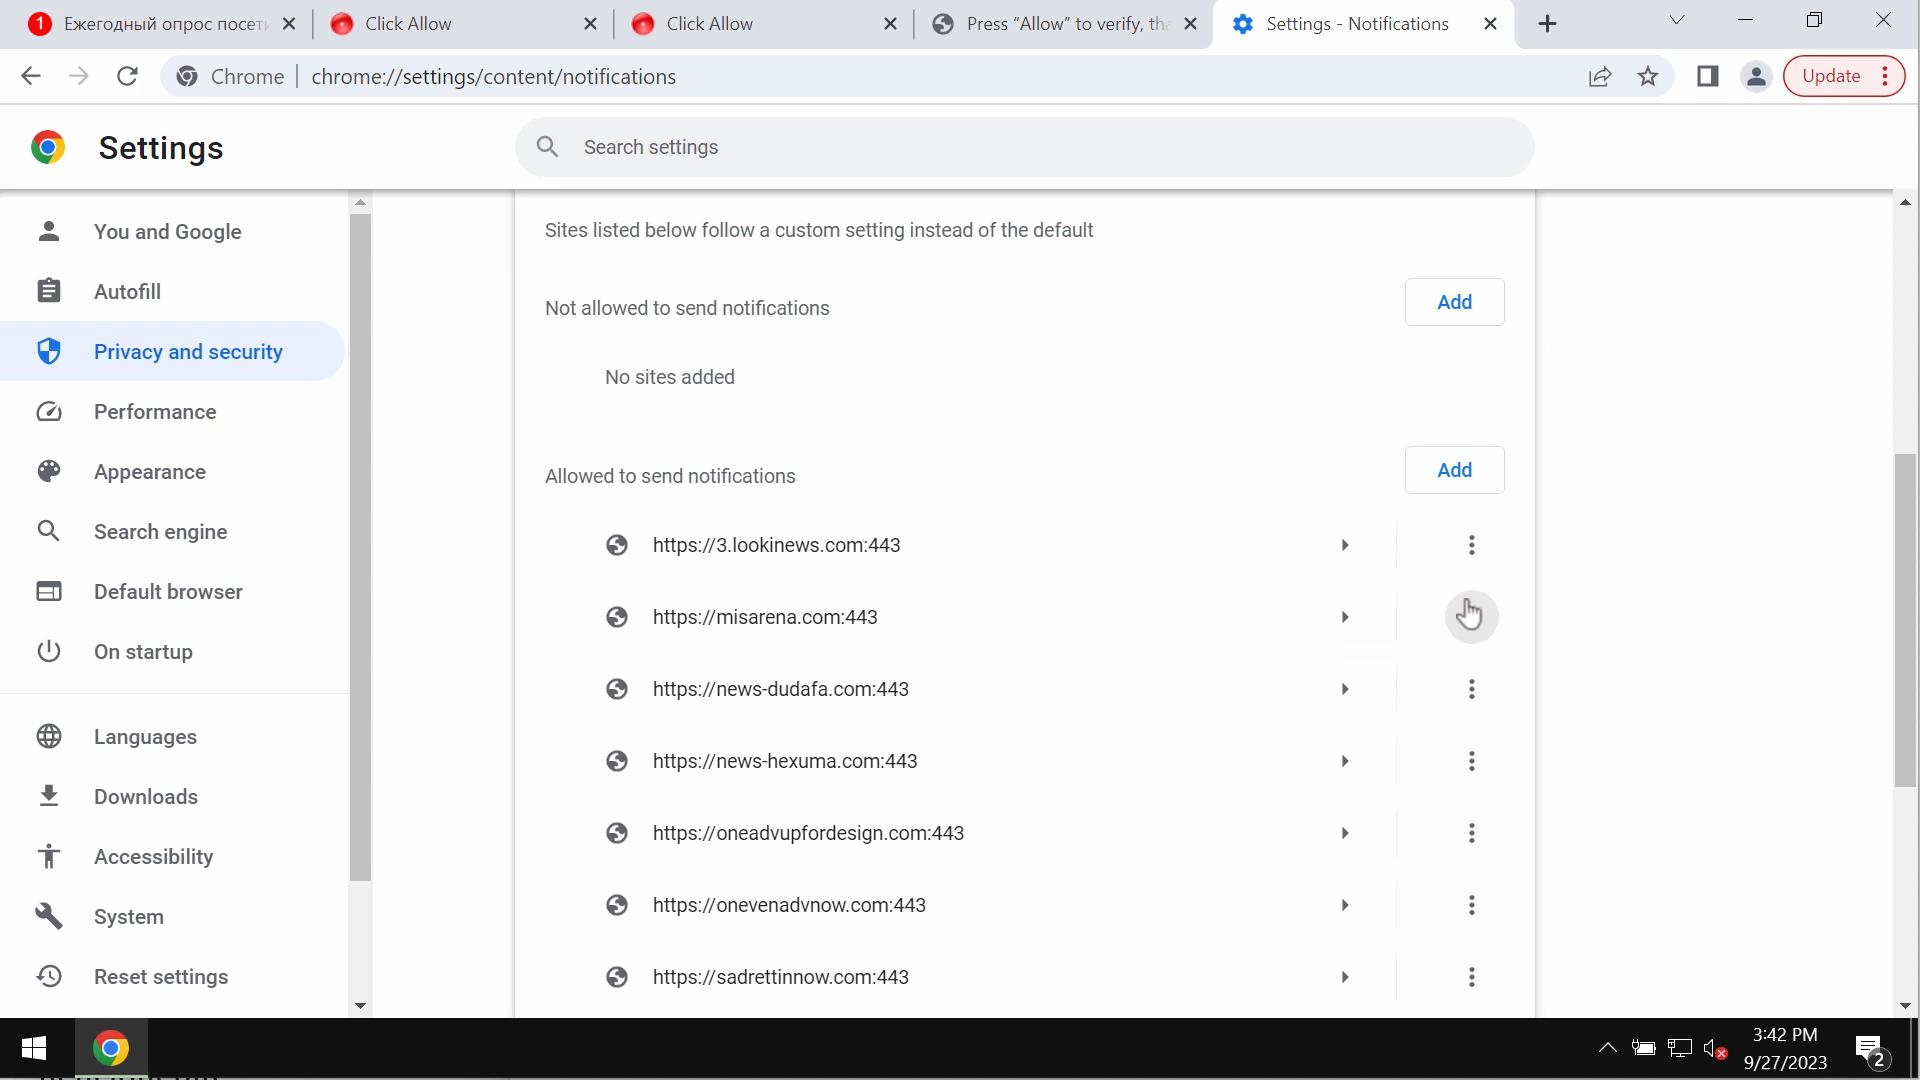 1 Ежегодный опрос посети
Click Allow
Click Allow
Press “Allow” to verify, tha
Settings - Notifications
Chrome
chrome://settings/content/notifications
Update
Settings
Search settings
You and Google
Autofill
Privacy and security
Performance
Appearance
Search engine
Default browser
On startup
Languages
Downloads
Accessibility
System
Reset settings
Sites listed below follow a custom setting instead of the default
Not allowed to send notifications
Add
No sites added
Allowed to send notifications
Add
https://3.lookinews.com:443
https://misarena.com:443
https://news-dudafa.com:443
https://news-hexuma.com:443
https://oneadvupfordesign.com:443
https://onevenadvnow.com:443
https://sadrettinnow.com:443
3:42 PM
9/27/2023
2